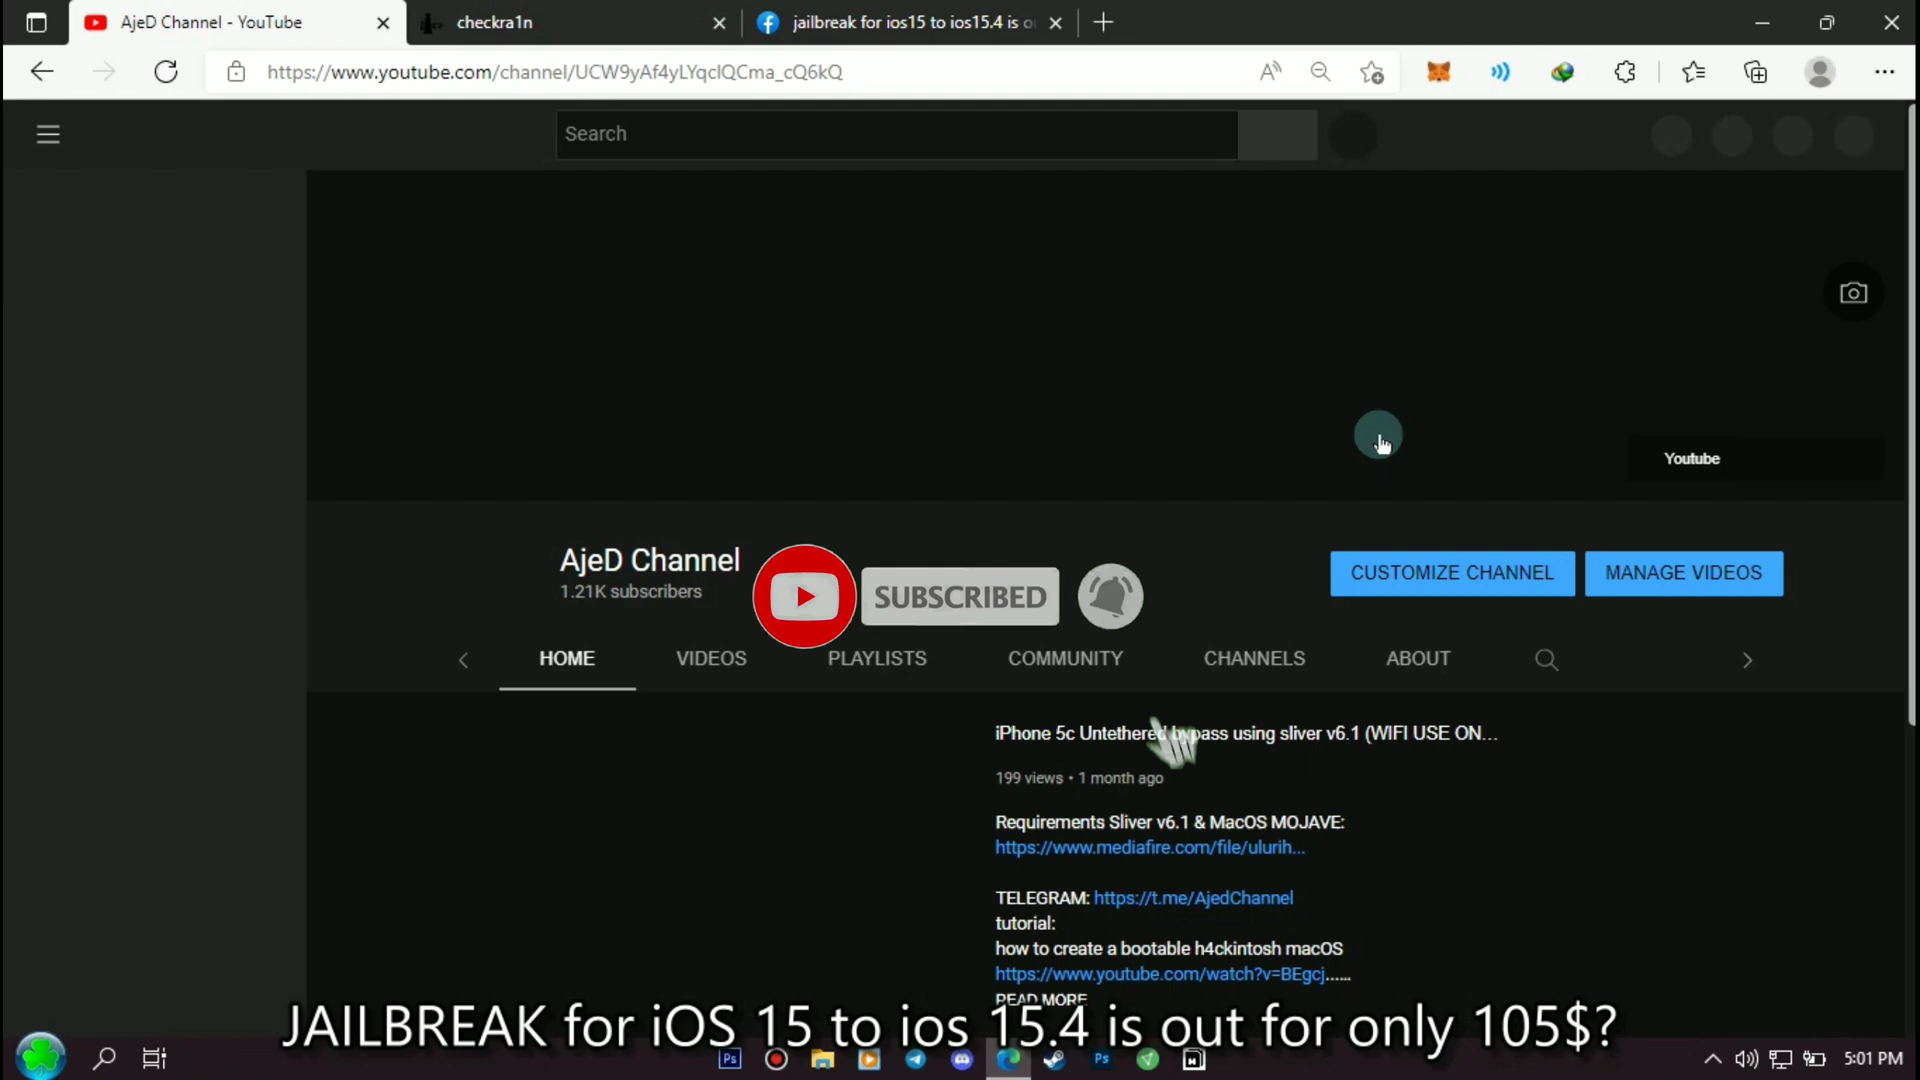 AjeD Channel - YouTube
checkra1n
jailbreak for ios15 to ios15.4 is o
https://www.youtube.com/channel/UCW9yAf4yLYqclQCma_cQ6kQ
Search
Youtube
AjeD Channel
1.21K subscribers
SUBSCRIBED
CUSTOMIZE CHANNEL
MANAGE VIDEOS
HOME
VIDEOS
PLAYLISTS
COMMUNITY
CHANNELS
ABOUT
iPhone 5c Untethered bypass using sliver v6.1 (WIFI USE ON...
199 views • 1 month ago
Requirements Sliver v6.1 & MacOS MOJAVE:
https://www.mediafire.com/file/ulurih...
TELEGRAM: https://t.me/AjedChannel
tutorial:
how to create a bootable h4ckintosh macOS
https://www.youtube.com/watch?v=BEgcj......
READ MORE
JAILBREAK for iOS 15 to ios 15.4 is out for only 105$?
Ps
Ps
5:01 PM